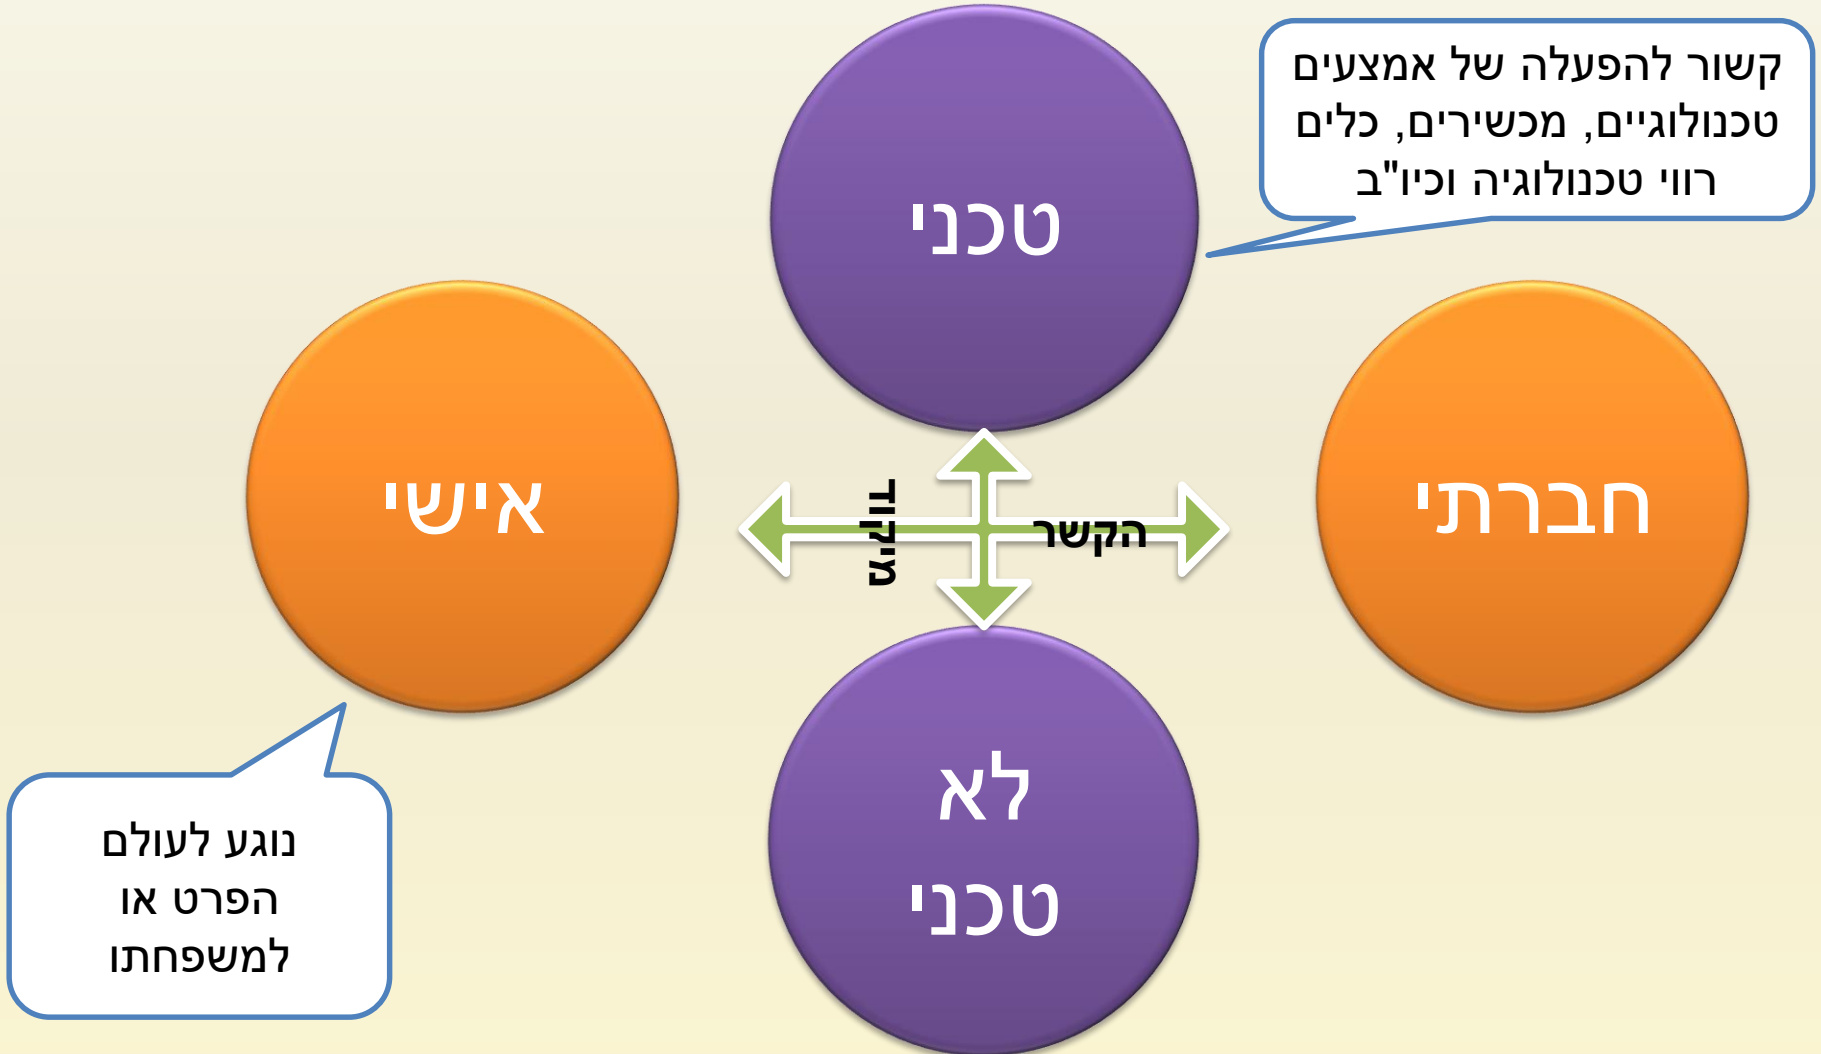 טכני
קשור להפעלה של אמצעים
טכנולוגיים, מכשירים, כלים
רווי טכנולוגיה וכיו"ב
חברתי
הקשר
מיקוד
אישי
לא
טכני
נוגע לעולם
הפרט או
למשפחתו